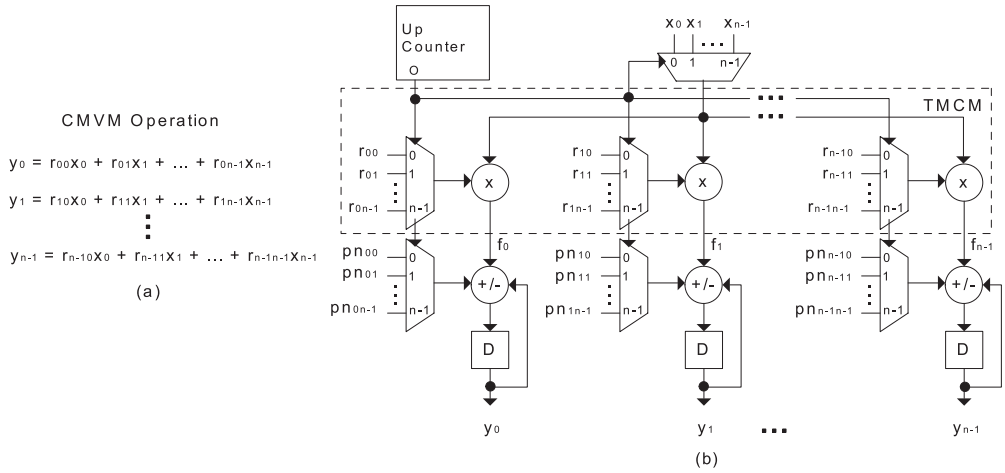 Up
Counter
O
x0 x1 ... xn-1
0 1 n-1
TMCM
CMVM Operation
y0 = r00x0 + r01x1 + ... + r0n-1xn-1
y1 = r10x0 + r11x1 + ... + r1n-1xn-1
yn-1 = rn-10x0 + rn-11x1 + ... + rn-1n-1xn-1
(a)
r00 0
r01 1
r0n-1 n-1
x
r10 0
r11 1
r1n-1 n-1
x
rn-10 0
rn-11 1
rn-1n-1 n-1
x
f0
f1
fn-1
pn00 0
pn01 1
pn0n-1 n-1
+/-
pn10 0
pn11 1
pn1n-1 n-1
+/-
pnn-10 0
pnn-11 1
pnn-1n-1 n-1
+/-
D
D
D
y0
y1
...
yn-1
(b)